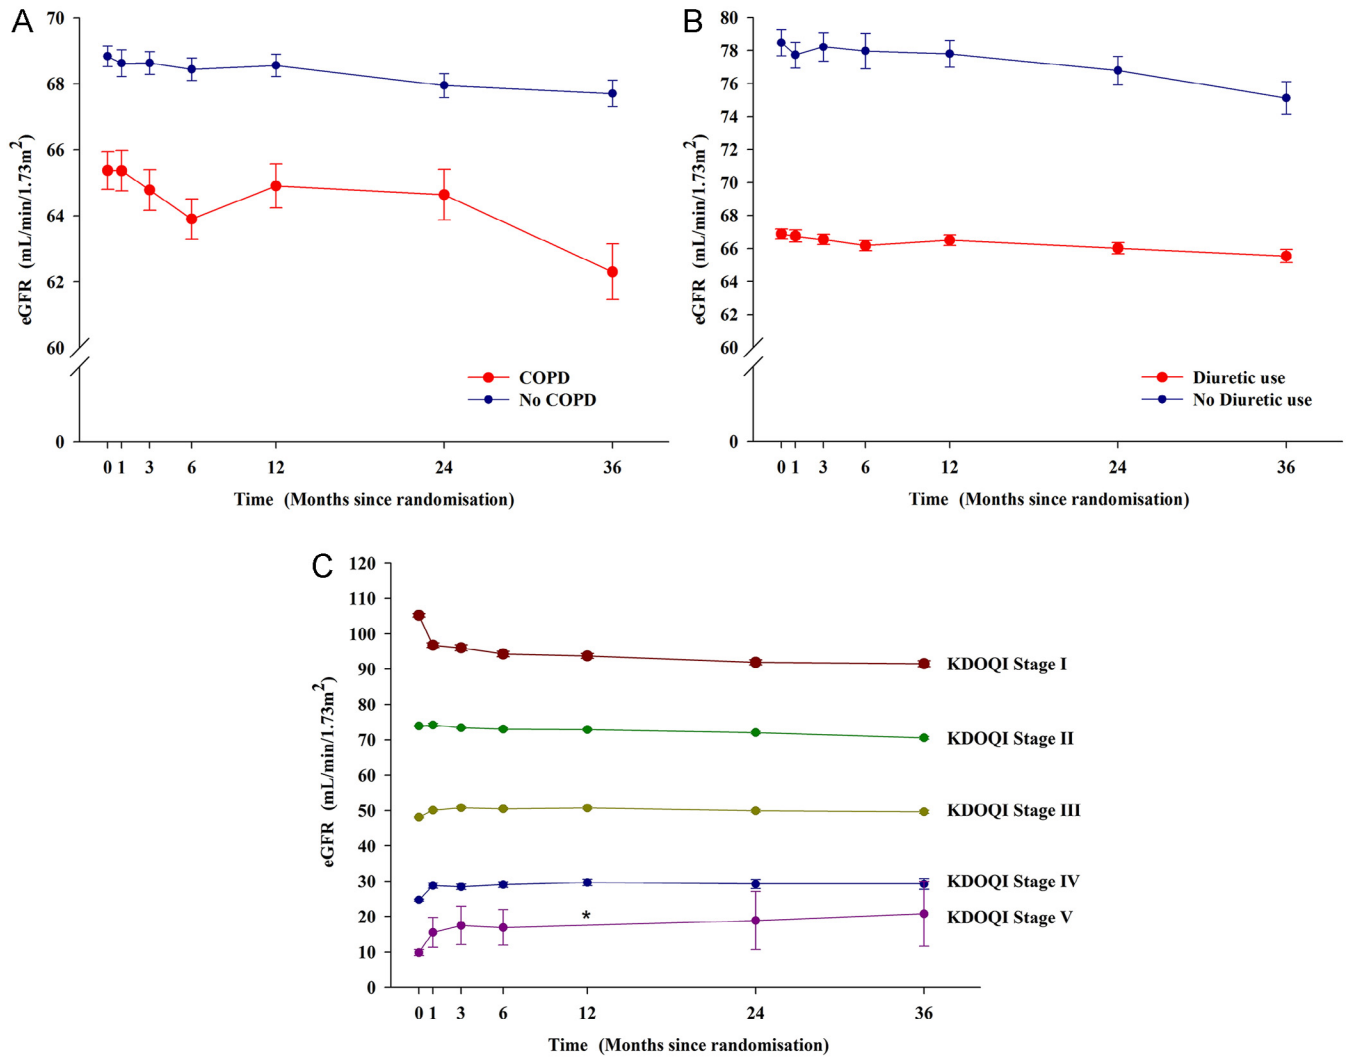 A
70
68
66
64
62
60
0
eGFR (mL/min/1.73m²)
COPD
No COPD
0 1 3 6 12 24 36
Time (Months since randomisation)
B
80
78
76
74
72
70
68
66
64
62
60
0
eGFR (mL/min/1.73m²)
Diuretic use
No Diuretic use
0 1 3 6 12 24 36
Time (Months since randomisation)
C
120
110
100
90
80
70
60
50
40
30
20
10
0
eGFR (mL/min/1.73m²)
KDOQI Stage I
KDOQI Stage II
KDOQI Stage III
KDOQI Stage IV
KDOQI Stage V
*
0 1 3 6 12 24 36
Time (Months since randomisation)